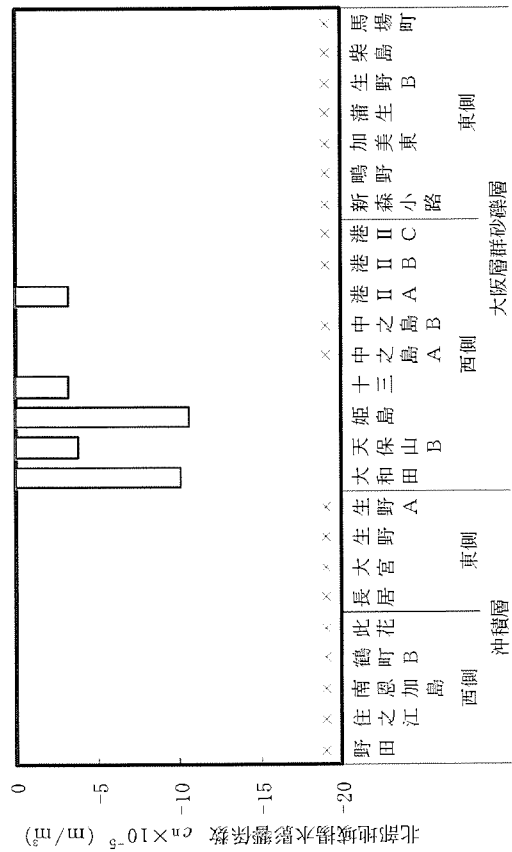 北部地域揚水影響係数 cn×10⁻⁵ (m/m³)
0
-5
-10
-15
-20
野田
住之江
南恩加島
鶴町B
此花
長居
大宮
生野
生野A
大和田
天保山B
姫島
十三
中之島A
中之島B
港ⅡA
港ⅡB
港ⅡC
新森小路
鴫野
加美東
蒲生
生野B
柴島
馬場町
西側
東側
西側
東側
沖積層
大阪層群砂礫層